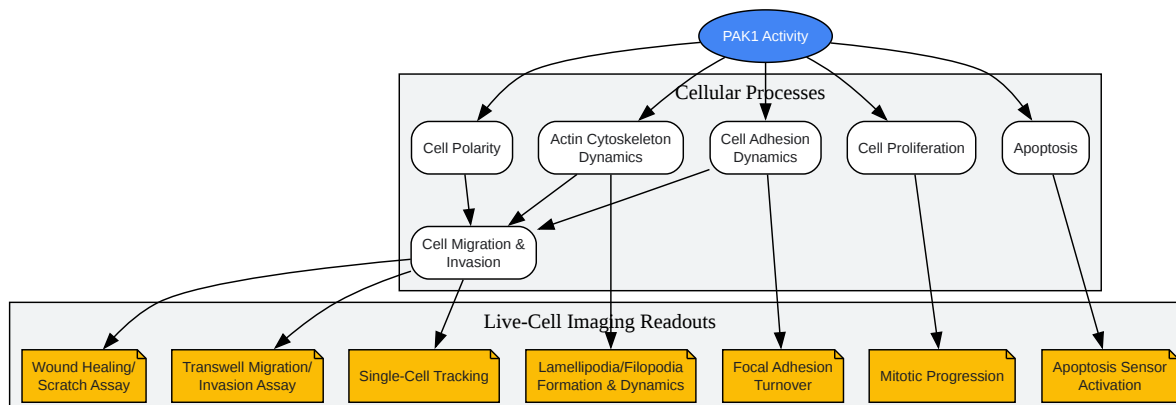 PAK1 Activity
Cellular Processes
Cell Polarity
Actin Cytoskeleton
Dynamics
Cell Adhesion
Dynamics
Cell Proliferation
Apoptosis
Cell Migration &
Invasion
Live-Cell Imaging Readouts
Wound Healing/
Scratch Assay
Transwell Migration/
Invasion Assay
Single-Cell Tracking
Lamellipodia/Filopodia
Formation & Dynamics
Focal Adhesion
Turnover
Mitotic Progression
Apoptosis Sensor
Activation